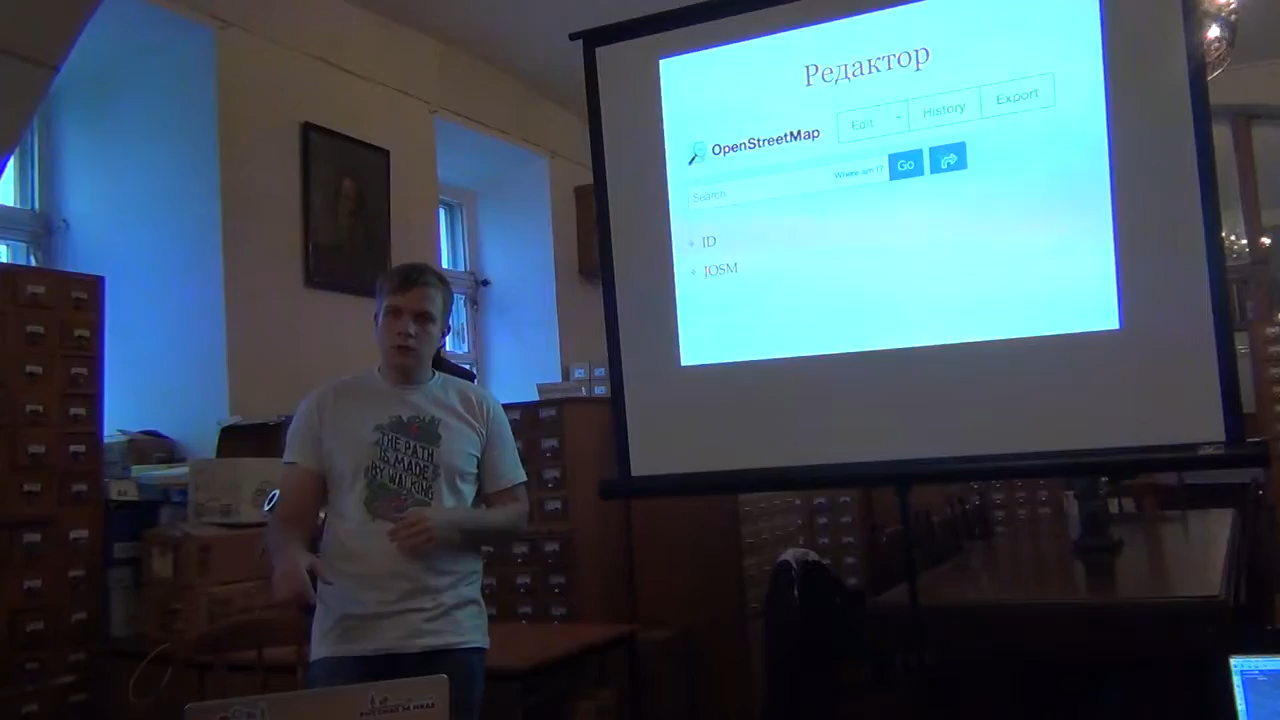 Редактор
OpenStreetMap
Edit History Export
Search Where am I? Go
ID
JOSM
THE PATH
IS MADE
BY WALKING